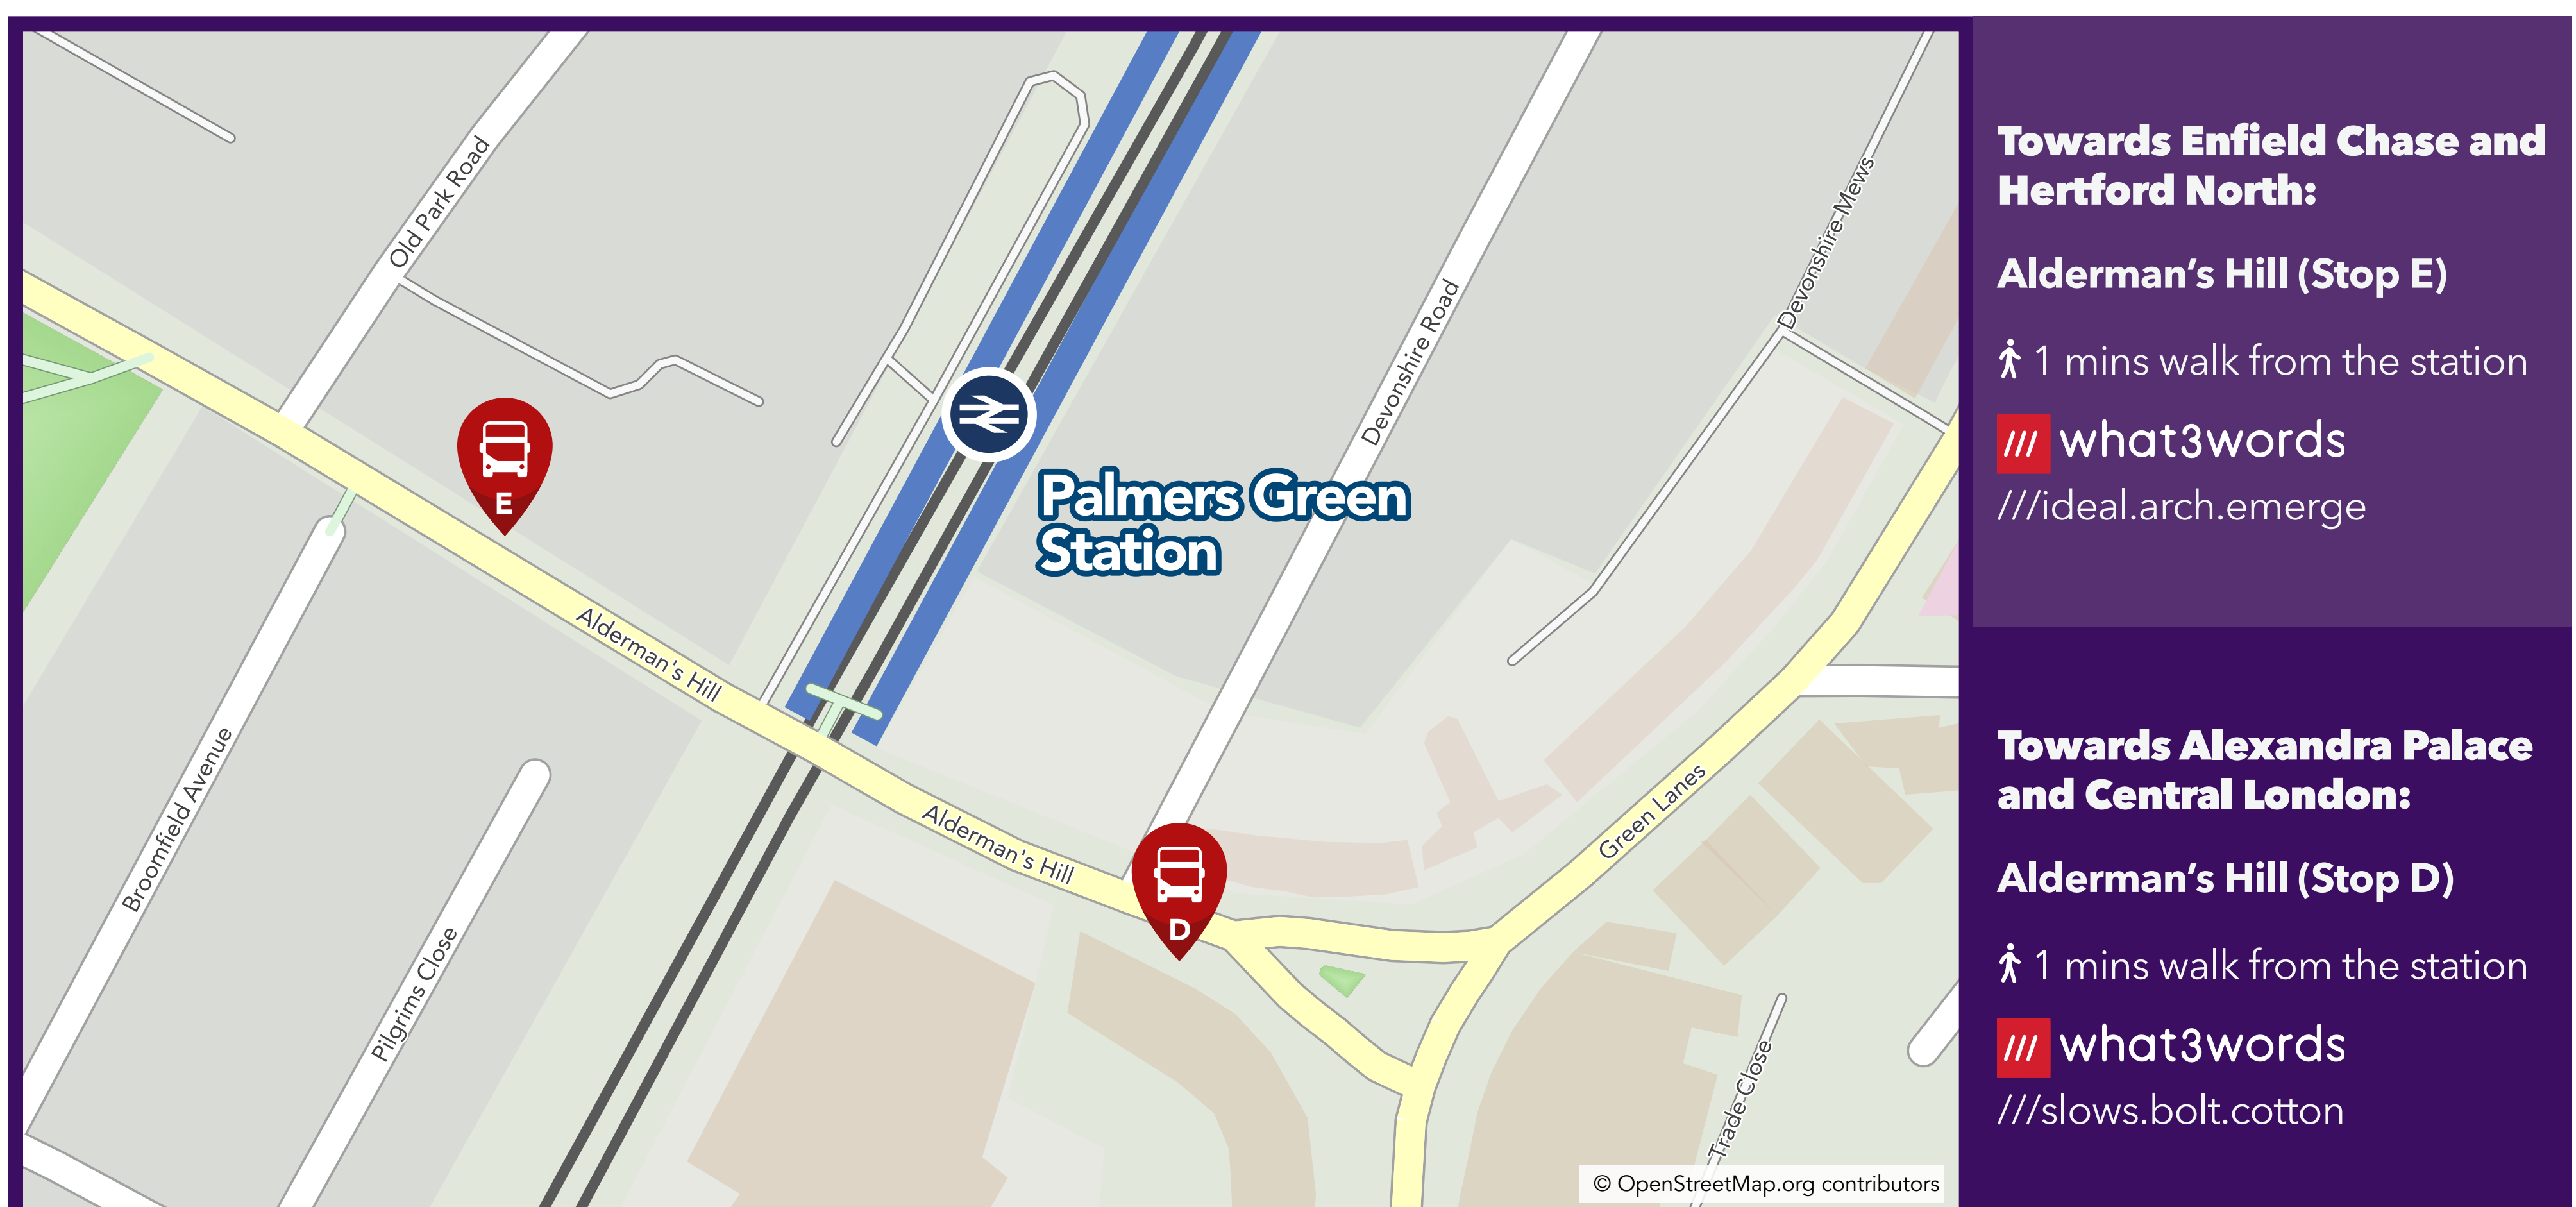 Old Park Road
Devonshire Mews
Devonshire Road
E
Palmers Green
Station
Alderman's Hill
Broomfield Avenue
Alderman's Hill
Green Lanes
D
Pilgrims Close
Trade Close
© OpenStreetMap.org contributors
Towards Enfield Chase and
Hertford North:
Alderman’s Hill (Stop E)
1 mins walk from the station
/// what3words
///ideal.arch.emerge
Towards Alexandra Palace
and Central London:
Alderman’s Hill (Stop D)
1 mins walk from the station
/// what3words
///slows.bolt.cotton